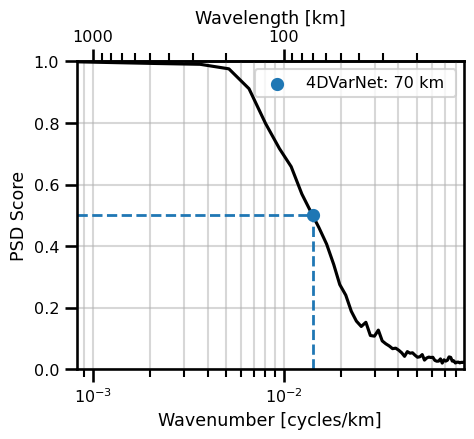 Wavelength [km]
1000 100
4DVarNet: 70 km
PSD Score
1.0
0.8
0.6
0.4
0.2
0.0
10⁻³ 10⁻²
Wavenumber [cycles/km]